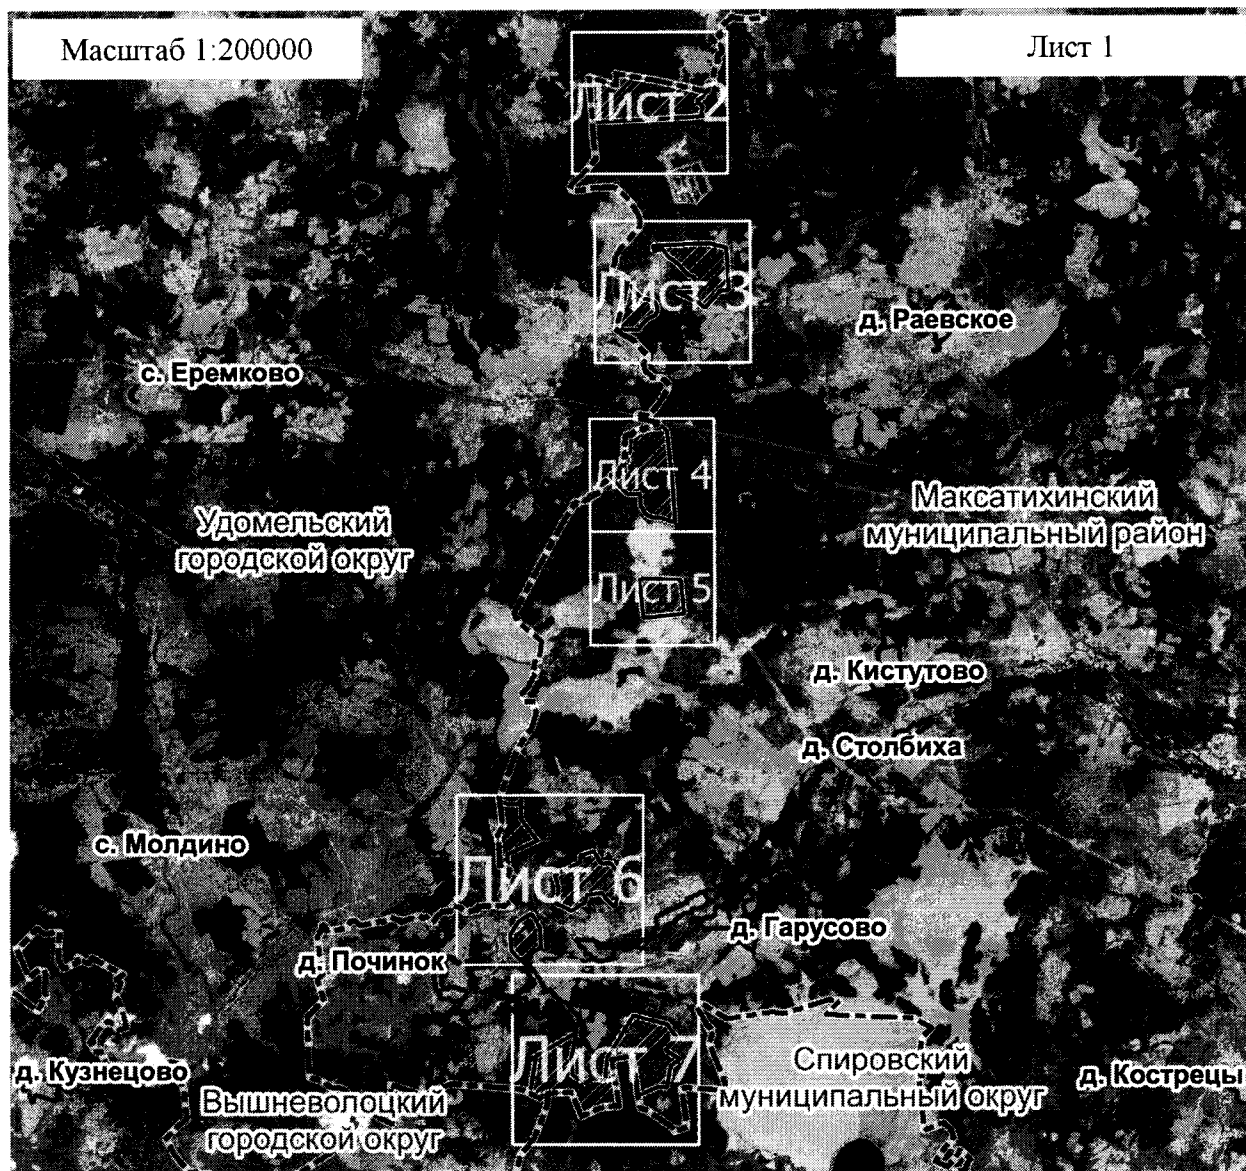 Масштаб 1:200000
Лист 1
Лист 2
Лист 3
д. Раевское
с. Еремково
Лист 4
Максатихинский
муниципальный район
Удомельский
городской округ
Лист 5
д. Кистутово
д. Столбиха
с. Молдино
Лист 6
д. Гарусово
д. Починок
Лист 7
Спировский
муниципальный округ
д. Кузнецово
д. Кострецы
Вышневолоцкий
городской округ